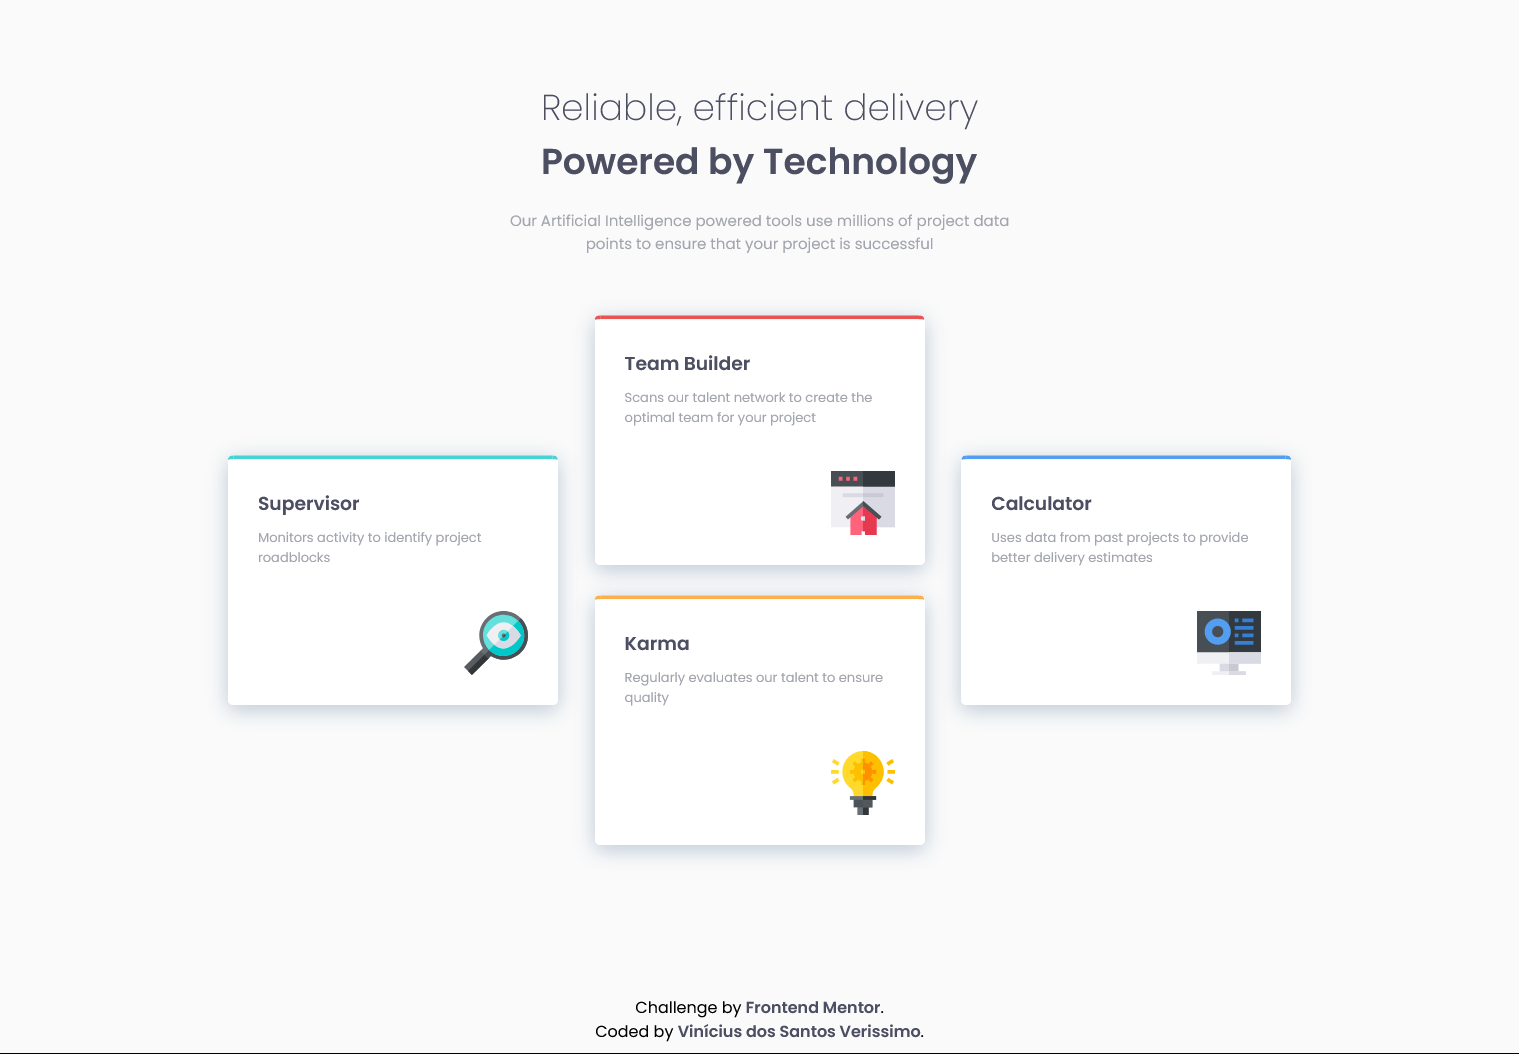 Reliable, efficient delivery
Powered by Technology
Our Artificial Intelligence powered tools use millions of project data
points to ensure that your project is successful
Team Builder
Scans our talent network to create the
optimal team for your project
Supervisor
Monitors activity to identify project
roadblocks
Calculator
Uses data from past projects to provide
better delivery estimates
Karma
Regularly evaluates our talent to ensure
quality
Challenge by Frontend Mentor.
Coded by Vinícius dos Santos Verissimo.